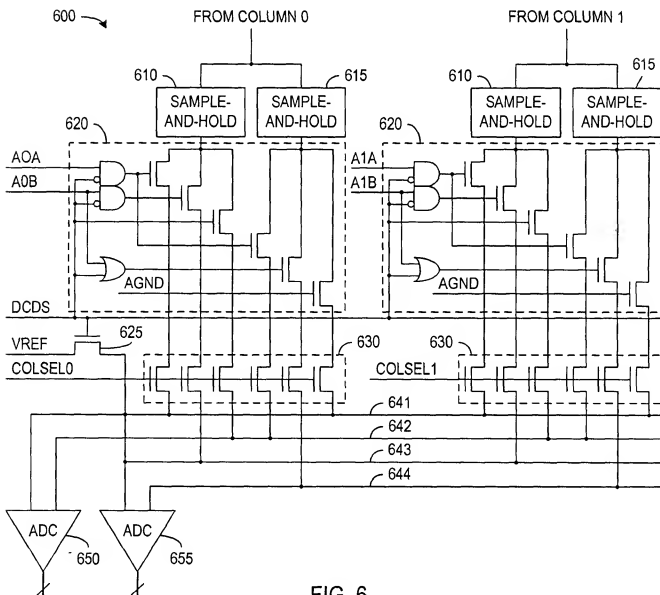 600
FROM COLUMN 0
FROM COLUMN 1
610
615
610
615
SAMPLE-AND-HOLD
SAMPLE-AND-HOLD
SAMPLE-AND-HOLD
SAMPLE-AND-HOLD
620
620
AOA
A0B
A1A
A1B
AGND
AGND
DCDS
625
VREF
630
630
COLSEL0
COLSEL1
641
642
643
644
ADC
650
ADC
655
FIG. 6